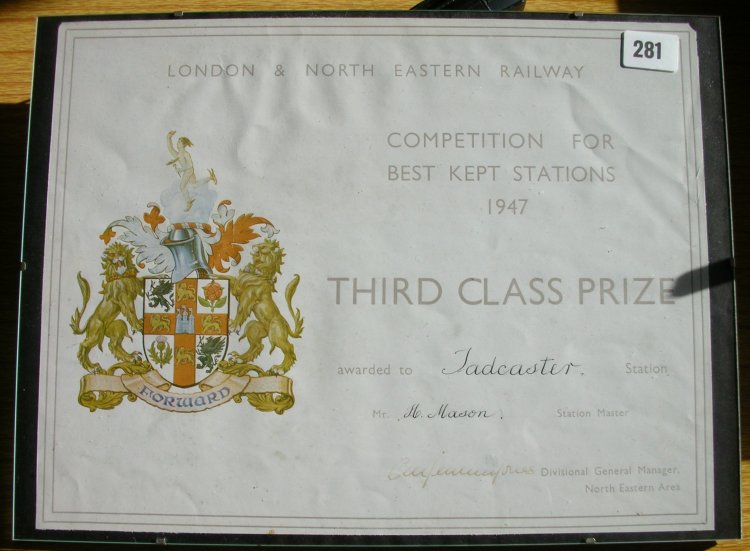 281
LONDON & NORTH EASTERN RAILWAY
COMPETITION FOR
BEST KEPT STATIONS
1947
THIRD CLASS PRIZE
awarded to Tadcaster. Station
Mr. H. Mason. Station Master
FORWARD
Divisional General Manager,
North Eastern Area